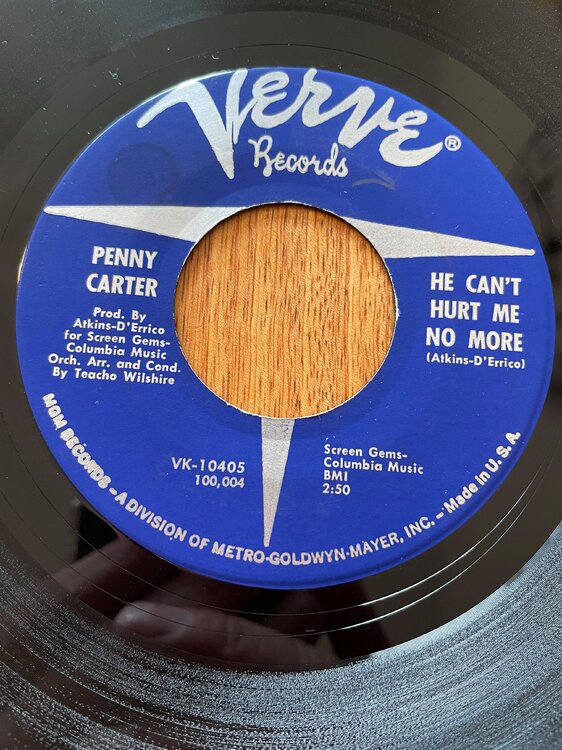 Verve®
Records
PENNY
CARTER
Prod. By
Atkins-D'Errico
for Screen Gems-
Columbia Music
Orch. Arr. and Cond.
By Teacho Wilshire
HE CAN'T
HURT ME
NO MORE
(Atkins-D'Errico)
VK-10405
100,004
Screen Gems-
Columbia Music
BMI
2:50
MGM RECORDS – A DIVISION OF METRO-GOLDWYN-MAYER, INC. – Made in U.S.A.